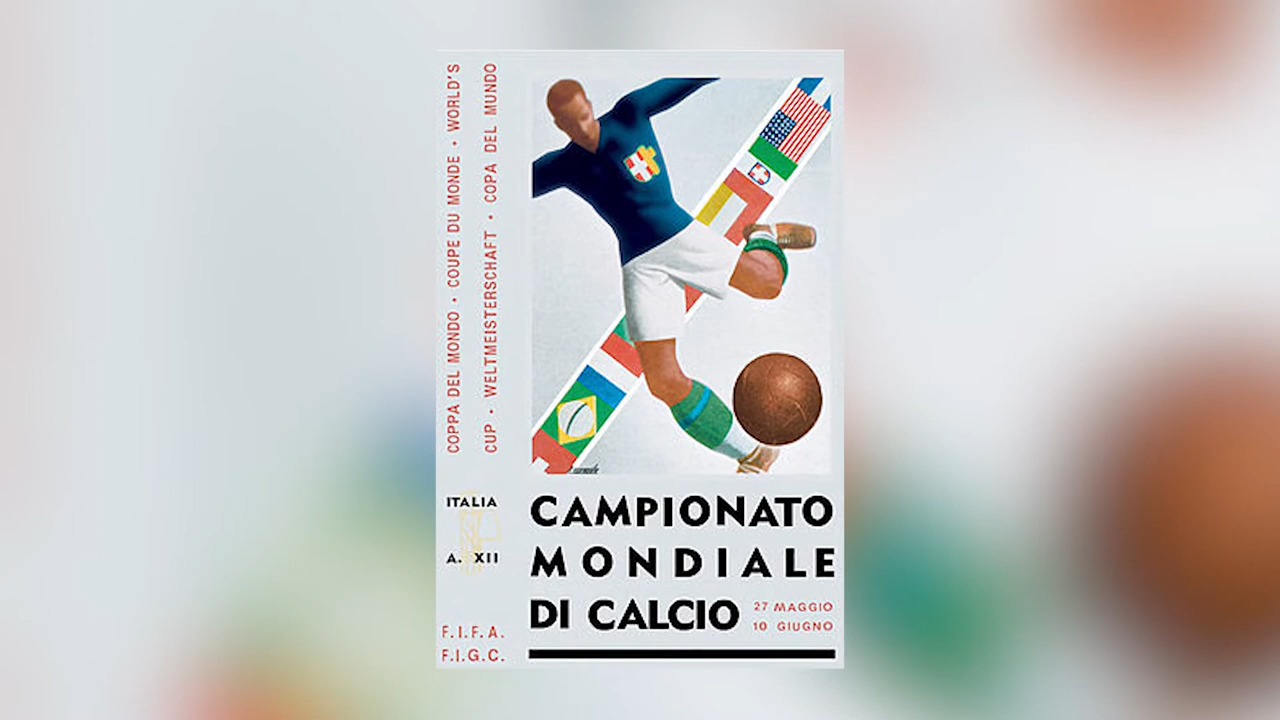 COPPA DEL MONDO • COUPE DU MONDE • WORLD'S
CUP • WELTMEISTERSCHAFT • COPA DEL MUNDO
ITALIA
A. XII
F.I.F.A.
F.I.G.C.
CAMPIONATO
MONDIALE
DI CALCIO
27 MAGGIO
10 GIUGNO